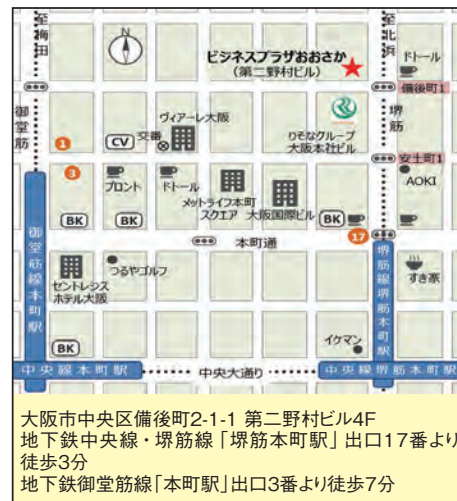 至梅田
至北浜
N
ビジネスプラザおおさか
(第二野村ビル)
ドトール
備後町1
御堂筋
堺筋
ヴィアーレ大阪
1
CV
交番
りそなグループ
大阪本社ビル
安土町1
3
プロント
ドトール
メットライフ本町
スクエア
大阪国際ビル
AOKI
BK
BK
BK
17
本町通
御堂筋線本町駅
堺筋線堺筋本町駅
セントレジス
ホテル大阪
つるやゴルフ
すき家
BK
イケマン
中央線本町駅
中央大通り
中央線堺筋本町駅
大阪市中央区備後町2-1-1 第二野村ビル4F
地下鉄中央線・堺筋線「堺筋本町駅」出口17番より
徒歩3分
地下鉄御堂筋線「本町駅」出口3番より徒歩7分